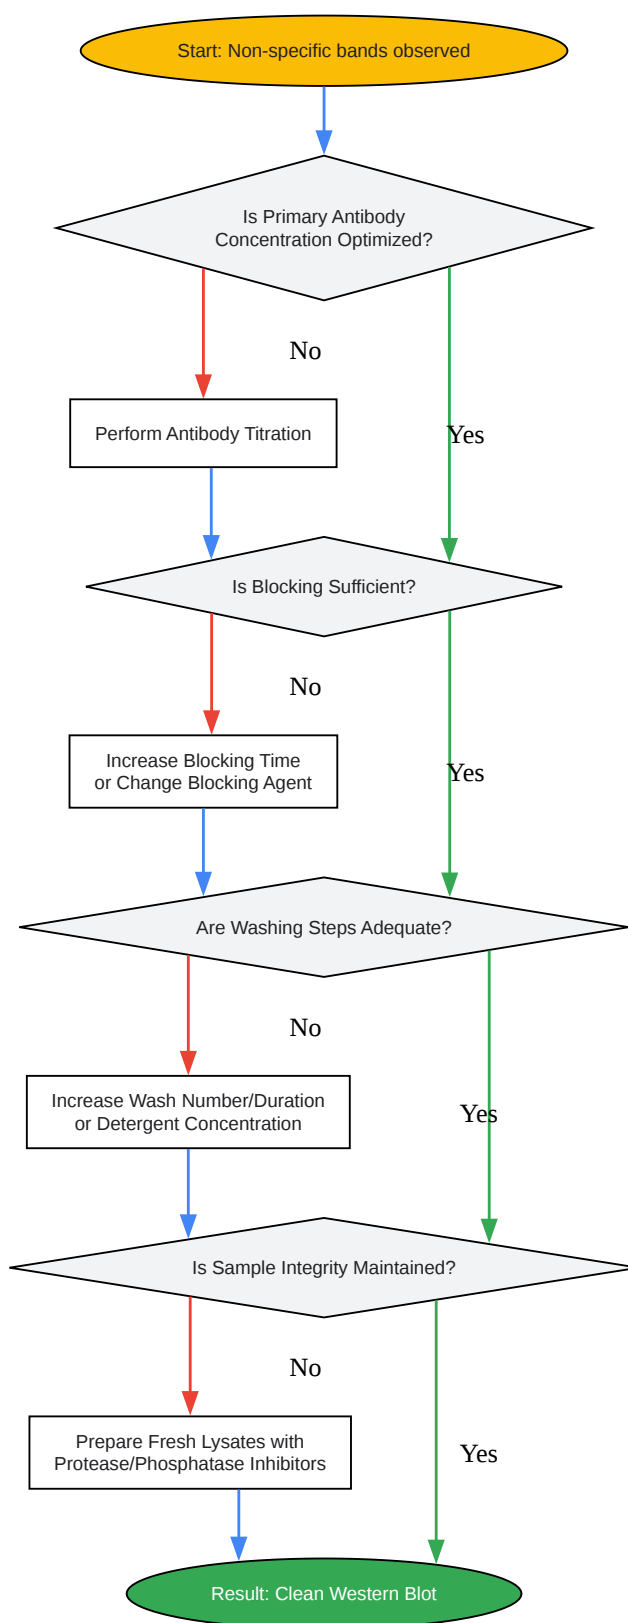 Start: Non-specific bands observed
Is Primary Antibody
Concentration Optimized?
No
Perform Antibody Titration
Yes
Is Blocking Sufficient?
No
Increase Blocking Time
or Change Blocking Agent
Yes
Are Washing Steps Adequate?
No
Increase Wash Number/Duration
or Detergent Concentration
Yes
Is Sample Integrity Maintained?
No
Prepare Fresh Lysates with
Protease/Phosphatase Inhibitors
Yes
Result: Clean Western Blot